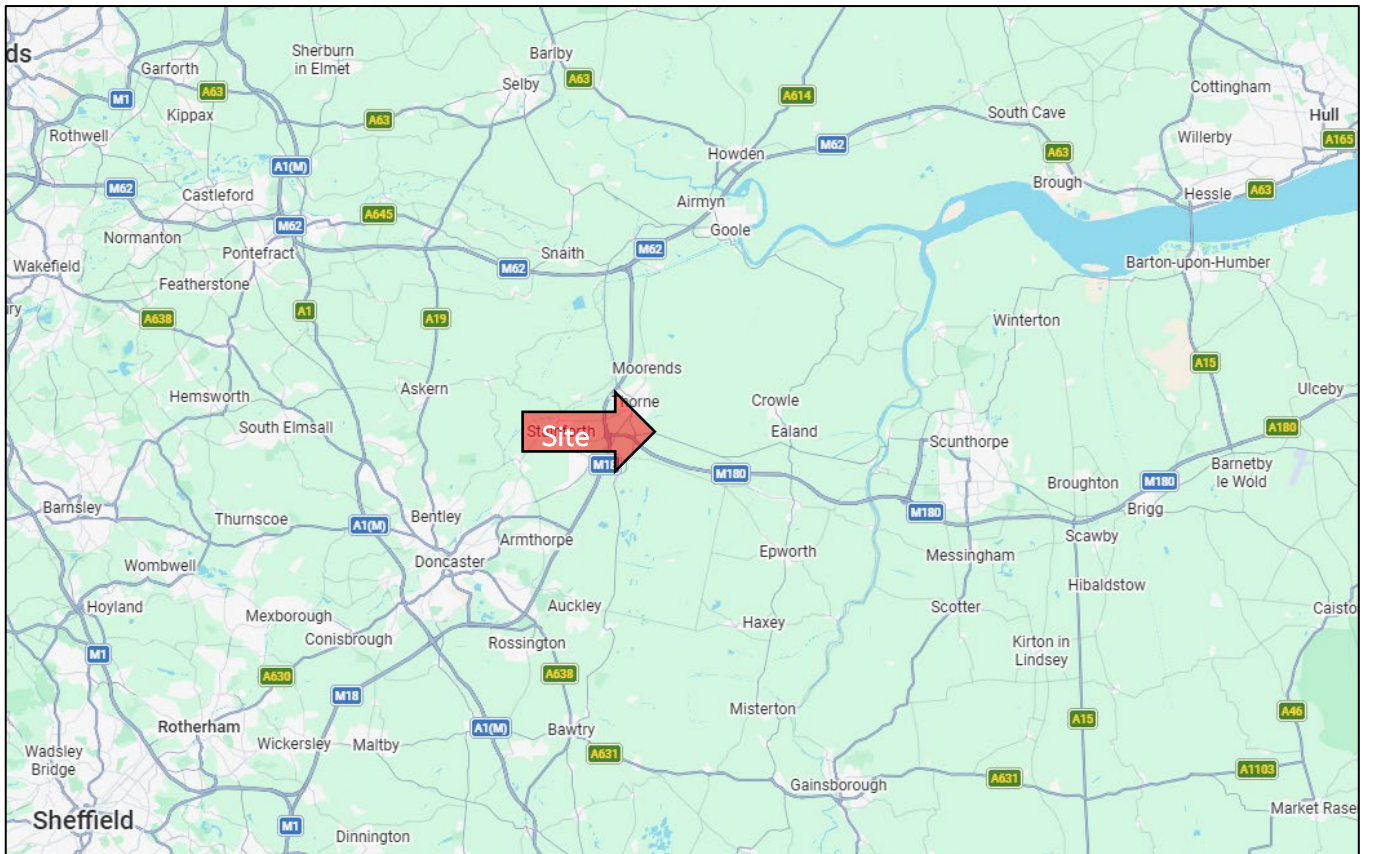 ds
Garforth
Sherburn
in Elmet
Barlby
A63
Selby
A614
Cottingham
M1
A63
Kippax
A63
South Cave
Hull
Rothwell
Willerby
A165
M62
Howden
A63
A1(M)
Brough
M62
Castleford
Hessle
A63
Airmyn
A645
M62
Goole
Normanton
Pontefract
Snaith
M62
Wakefield
M62
Barton-upon-Humber
Featherstone
ry
A638
A1
A19
Winterton
A15
Moorends
Hemsworth
Askern
Thorne
Crowle
Ulceby
South Elmsall
Stainforth
Site
Ealand
Scunthorpe
A180
M18
M180
Barnetby
le Wold
Broughton
M180
Barnsley
Thurnscoe
A1(M)
Bentley
M180
Brigg
Armthorpe
Scawby
Wombwell
Doncaster
Epworth
Messingham
Hibaldstow
Hoyland
Mexborough
Auckley
Scotter
Caisto
Conisbrough
Rossington
Haxey
Kirton in
Lindsey
M1
A630
A638
M18
Misterton
A46
Rotherham
A1(M)
Bawtry
A15
Wadsley
Bridge
Wickersley
Maltby
A631
A1103
Gainsborough
A631
Sheffield
M1
Dinnington
Market Rase